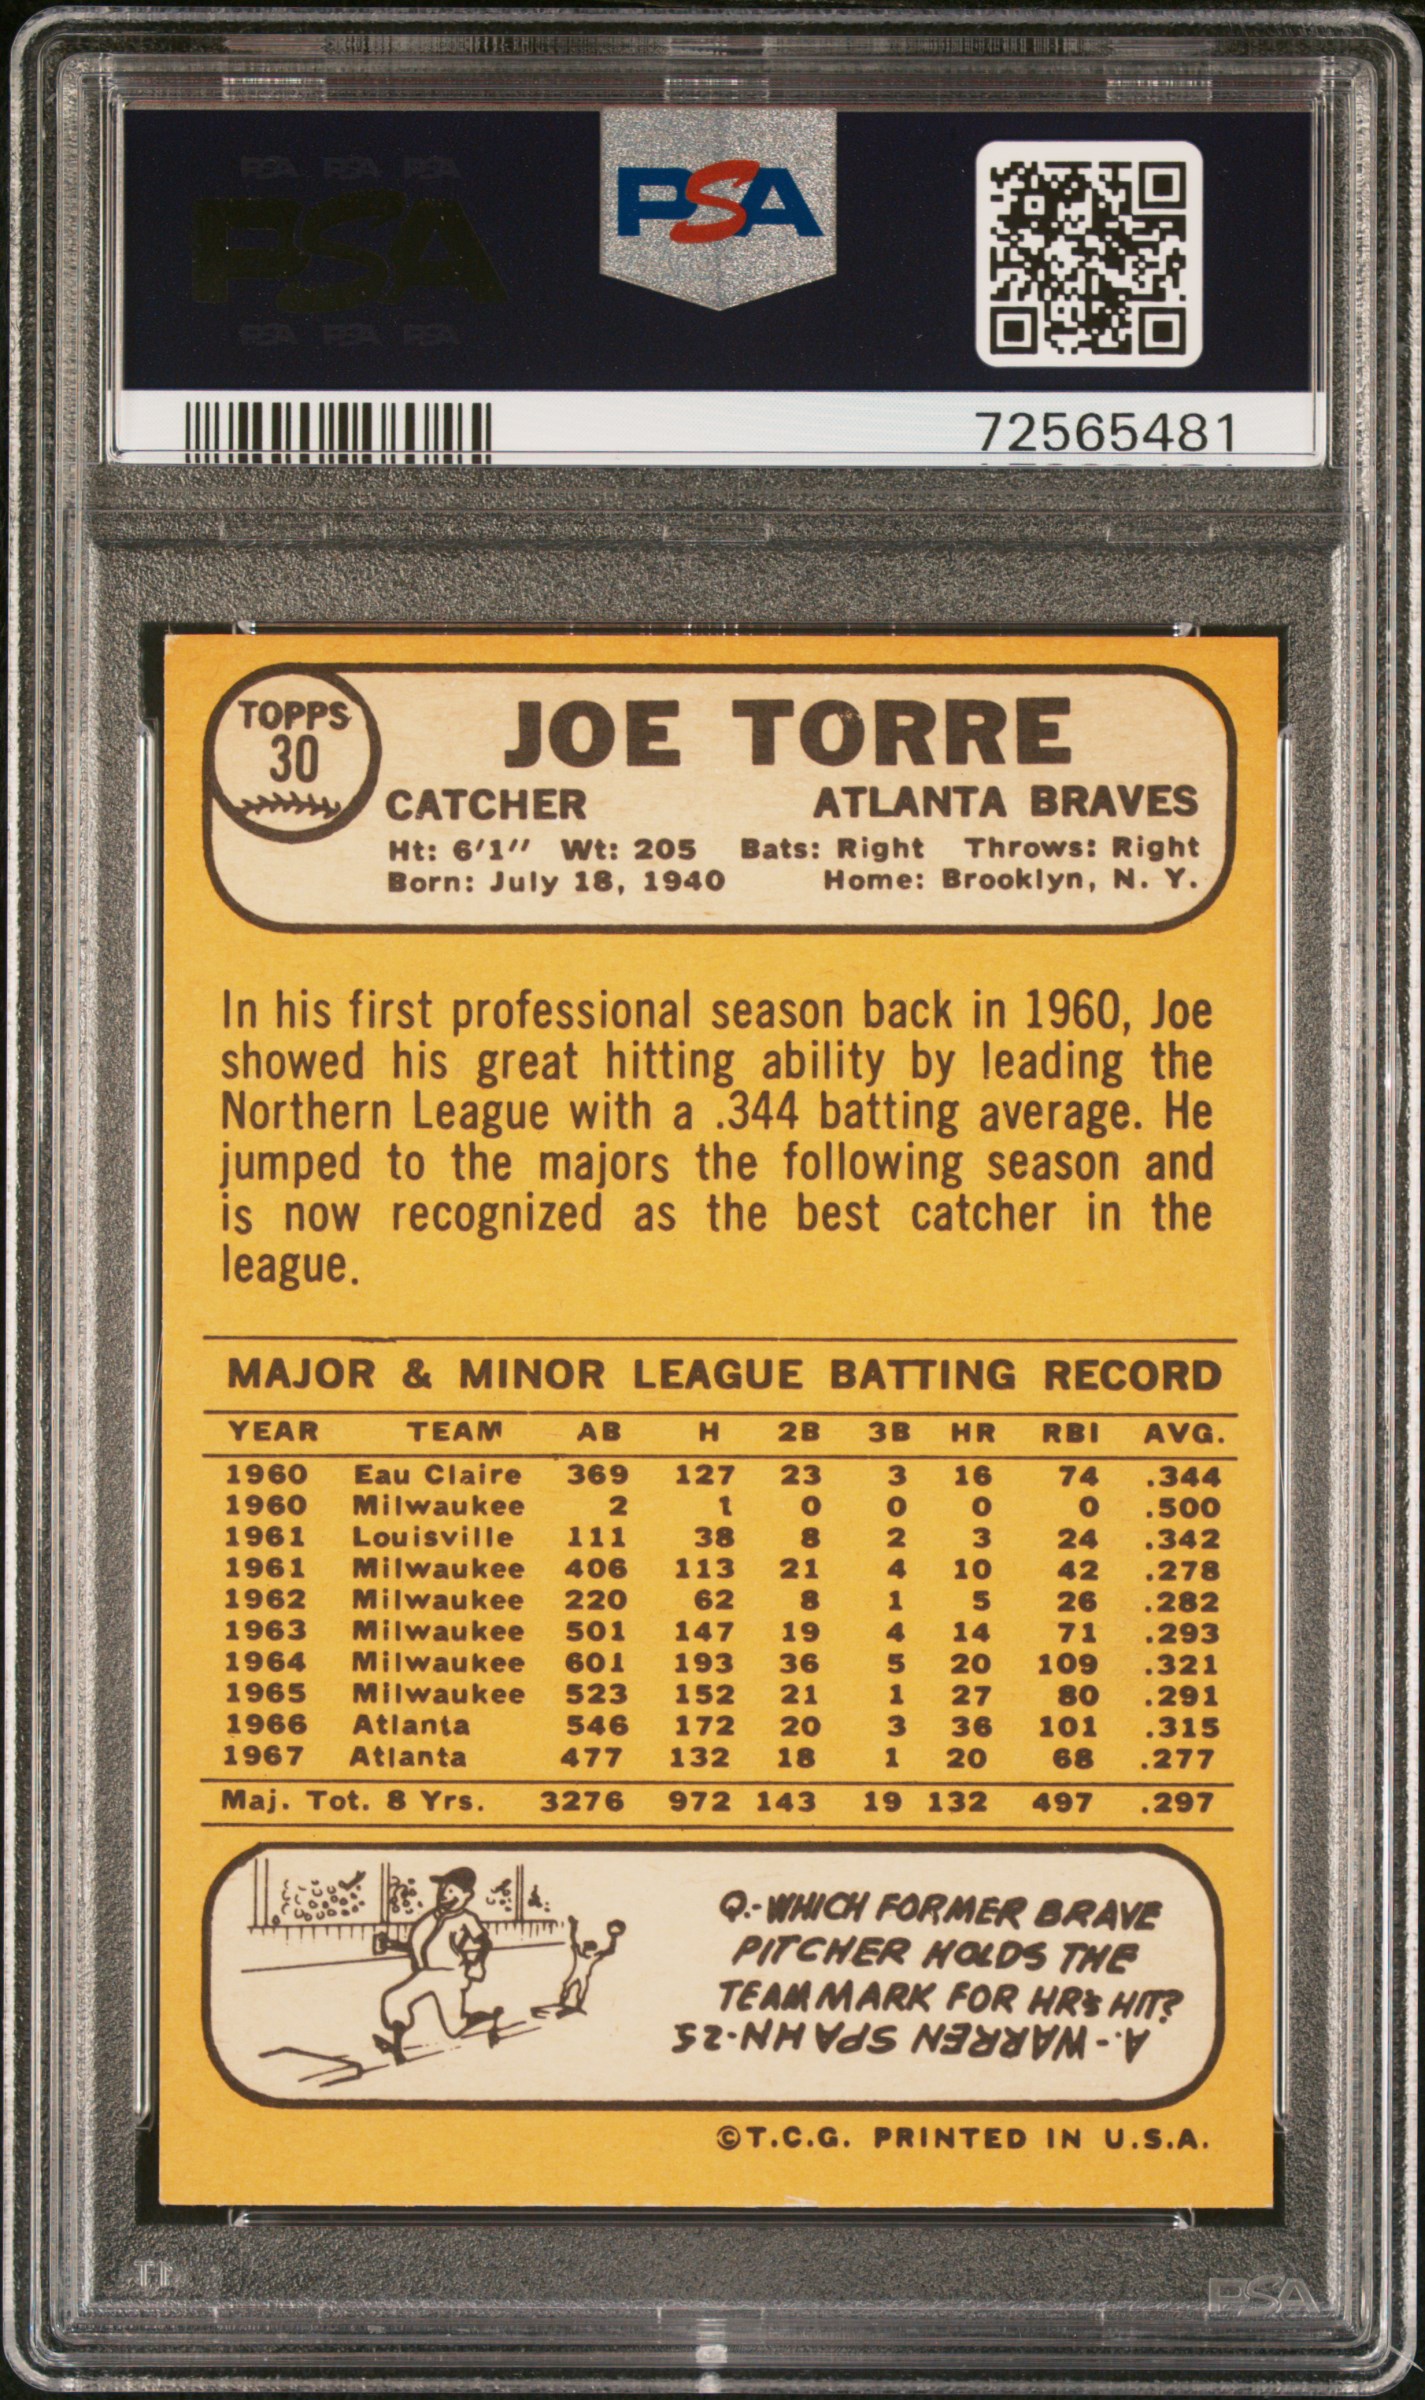 PSA PSA PSA
PSA
PSA PSA PSA
PSA
72565481
TOPPS
30
JOE TORRE
CATCHER ATLANTA BRAVES
Ht: 6'1" Wt: 205 Bats: Right Throws: Right
Born: July 18, 1940 Home: Brooklyn, N. Y.
In his first professional season back in 1960, Joe
showed his great hitting ability by leading the
Northern League with a .344 batting average. He
jumped to the majors the following season and
is now recognized as the best catcher in the
league.
MAJOR & MINOR LEAGUE BATTING RECORD
YEAR TEAM AB H 2B 3B HR RBI AVG.
1960 Eau Claire 369 127 23 3 16 74 .344
1960 Milwaukee 2 1 0 0 0 0 .500
1961 Louisville 111 38 8 2 3 24 .342
1961 Milwaukee 406 113 21 4 10 42 .278
1962 Milwaukee 220 62 8 1 5 26 .282
1963 Milwaukee 501 147 19 4 14 71 .293
1964 Milwaukee 601 193 36 5 20 109 .321
1965 Milwaukee 523 152 21 1 27 80 .291
1966 Atlanta 546 172 20 3 36 101 .315
1967 Atlanta 477 132 18 1 20 68 .277
Maj. Tot. 8 Yrs. 3276 972 143 19 132 497 .297
Q.-WHICH FORMER BRAVE
PITCHER HOLDS THE
TEAM MARK FOR HR's HIT?
A.-WARREN SPAHN-25
©T.C.G. PRINTED IN U.S.A.
PSA